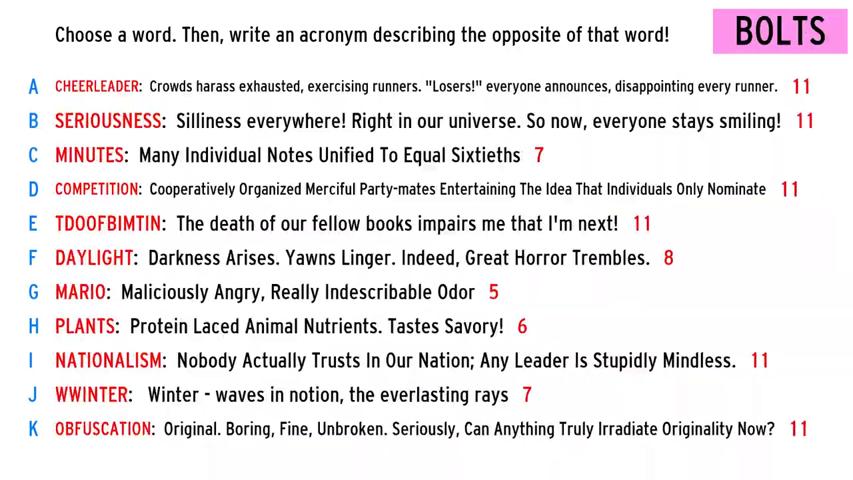 Choose a word. Then, write an acronym describing the opposite of that word!
BOLTS
A CHEERLEADER: Crowds harass exhausted, exercising runners. "Losers!" everyone announces, disappointing every runner. 11
B SERIOUSNESS: Silliness everywhere! Right in our universe. So now, everyone stays smiling! 11
C MINUTES: Many Individual Notes Unified To Equal Sixtieths 7
D COMPETITION: Cooperatively Organized Merciful Party-mates Entertaining The Idea That Individuals Only Nominate 11
E TDOOFBIMTIN: The death of our fellow books impairs me that I'm next! 11
F DAYLIGHT: Darkness Arises. Yawns Linger. Indeed, Great Horror Trembles. 8
G MARIO: Maliciously Angry, Really Indescribable Odor 5
H PLANTS: Protein Laced Animal Nutrients. Tastes Savory! 6
I NATIONALISM: Nobody Actually Trusts In Our Nation; Any Leader Is Stupidly Mindless. 11
J WWINTER: Winter - waves in notion, the everlasting rays 7
K OBFUSCATION: Original. Boring, Fine, Unbroken. Seriously, Can Anything Truly Irradiate Originality Now? 11